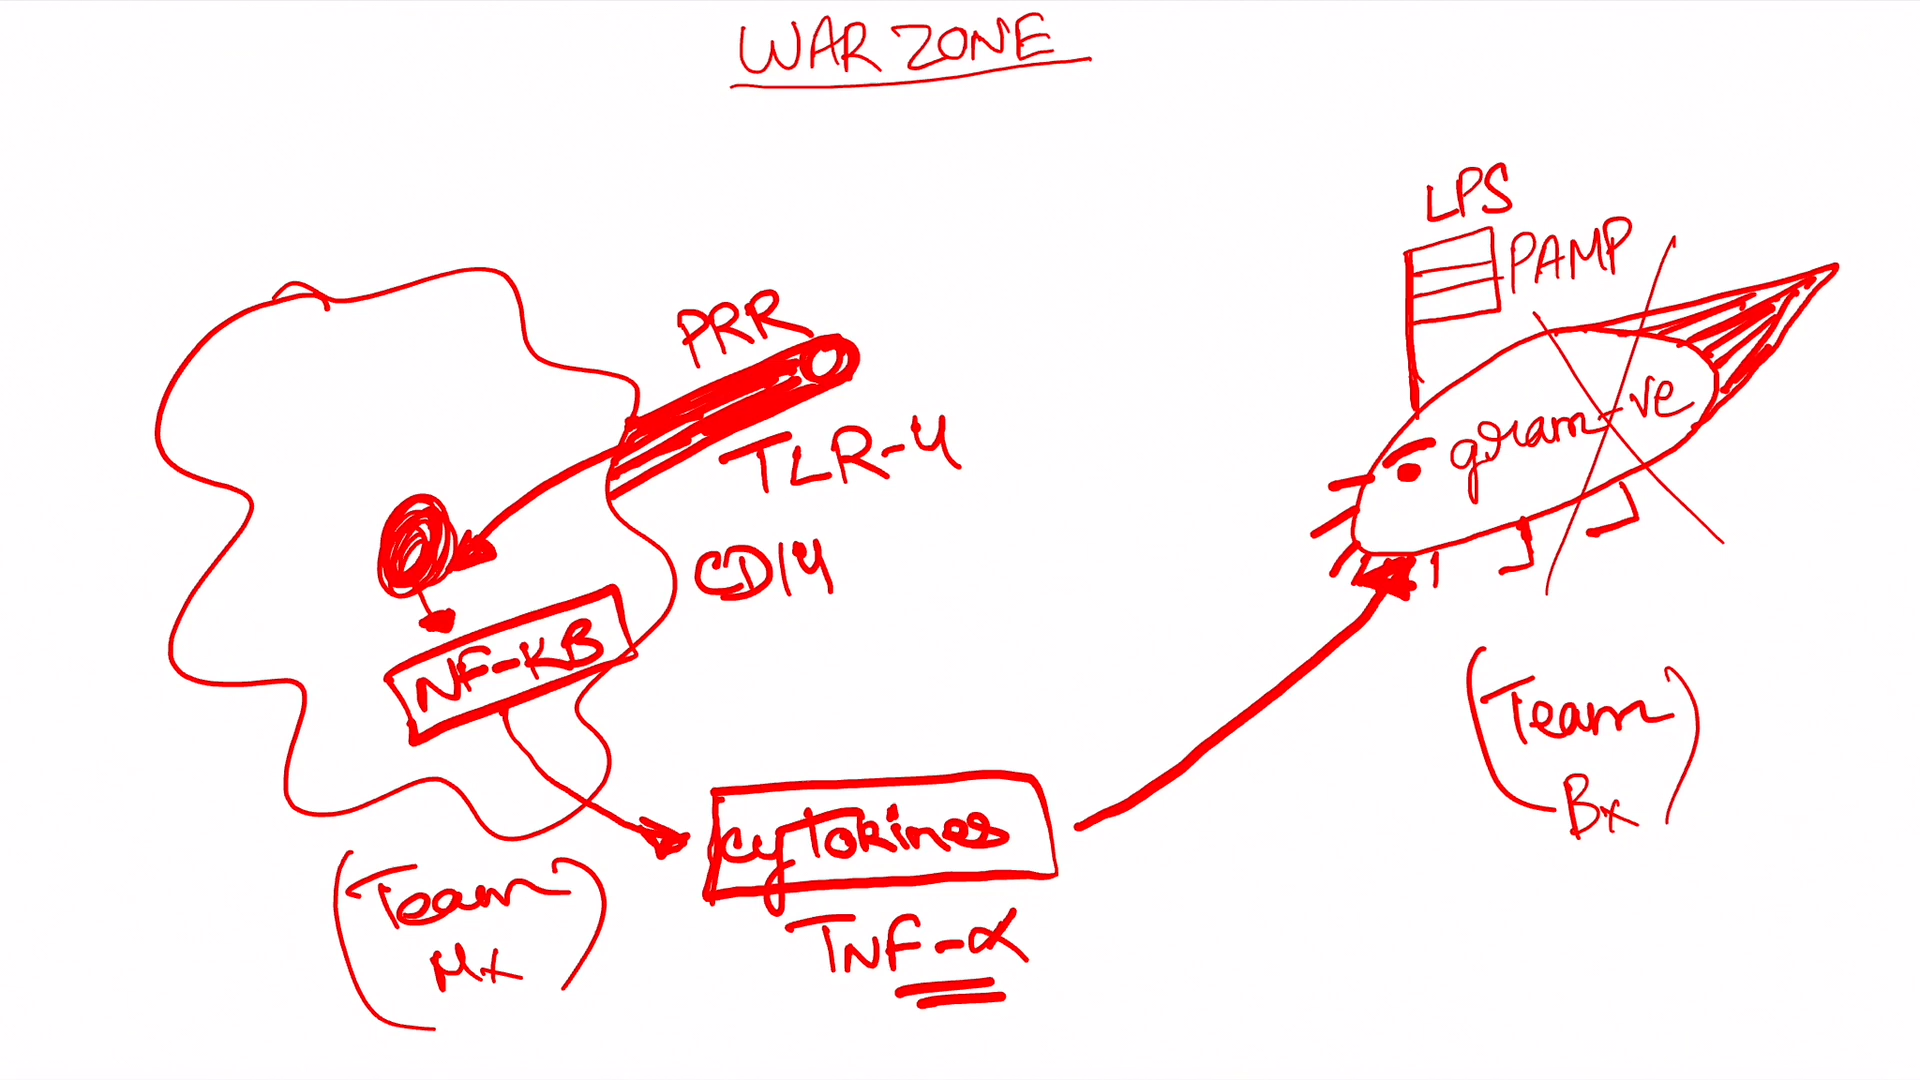 WAR ZONE
LPS
PAMP
PRR
gram -ve
TLR-4
CD14
NF-KB
Team
Bx
cytokines
Team
Mx
TNF-α